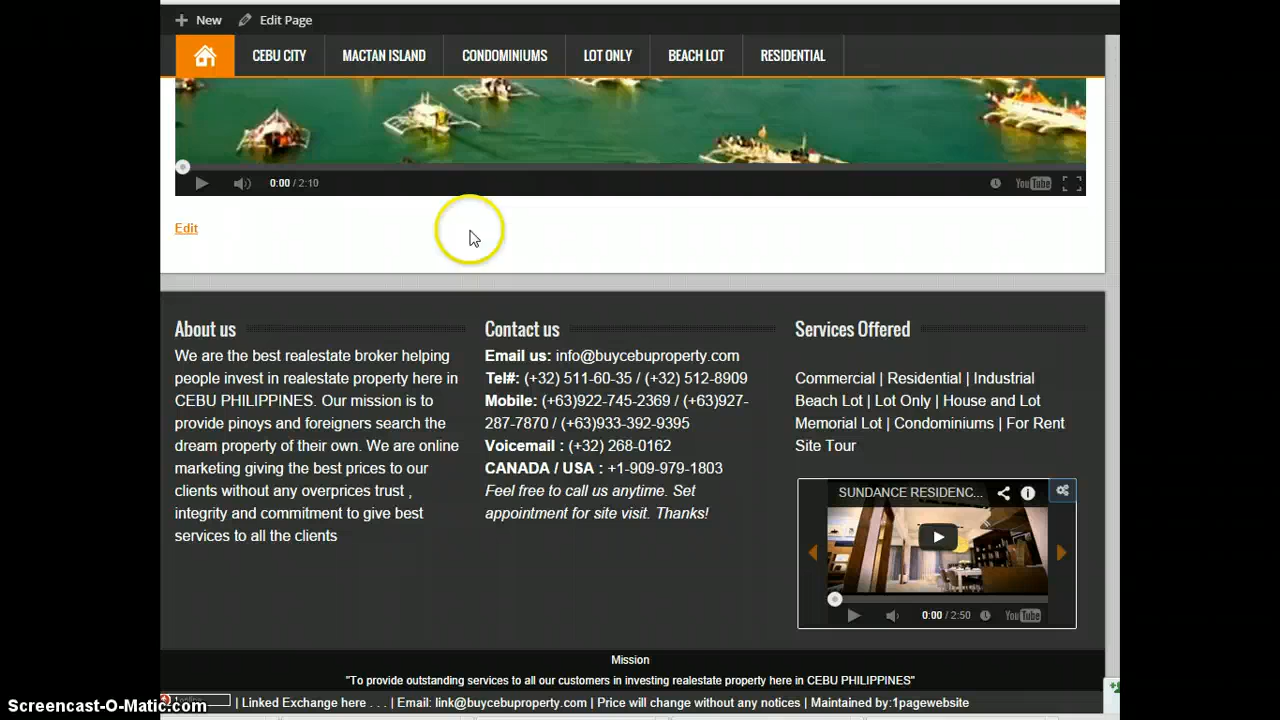 New Edit Page
CEBU CITY MACTAN ISLAND CONDOMINIUMS LOT ONLY BEACH LOT RESIDENTIAL
0:00 / 2:10 YouTube
Edit
About us
We are the best realestate broker helping
people invest in realestate property here in
CEBU PHILIPPINES. Our mission is to
provide pinoys and foreigners search the
dream property of their own. We are online
marketing giving the best prices to our
clients without any overprices trust ,
integrity and commitment to give best
services to all the clients
Contact us
Email us: info@buycebuproperty.com
Tel#: (+32) 511-60-35 / (+32) 512-8909
Mobile: (+63)922-745-2369 / (+63)927-
287-7870 / (+63)933-392-9395
Voicemail : (+32) 268-0162
CANADA / USA : +1-909-979-1803
Feel free to call us anytime. Set
appointment for site visit. Thanks!
Services Offered
Commercial | Residential | Industrial
Beach Lot | Lot Only | House and Lot
Memorial Lot | Condominiums | For Rent
Site Tour
SUNDANCE RESIDENC...
0:00 / 2:50 YouTube
Mission
"To provide outstanding services to all our customers in investing realestate property here in CEBU PHILIPPINES"
| Linked Exchange here . . . | Email: link@buycebuproperty.com | Price will change without any notices | Maintained by:1pagewebsite
Screencast-O-Matic.com